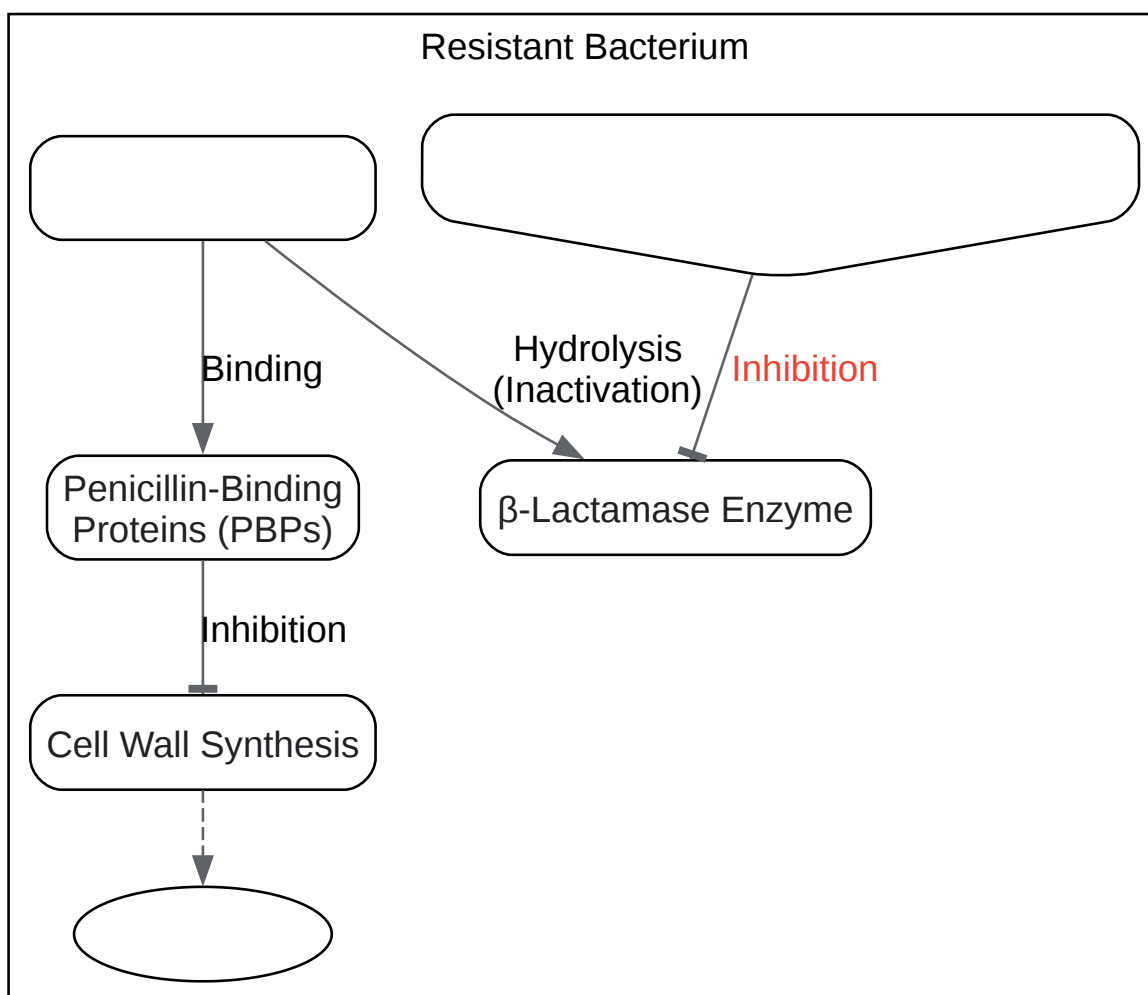 Resistant Bacterium
Binding
Hydrolysis
(Inactivation)
Inhibition
Penicillin-Binding
Proteins (PBPs)
β-Lactamase Enzyme
Inhibition
Cell Wall Synthesis